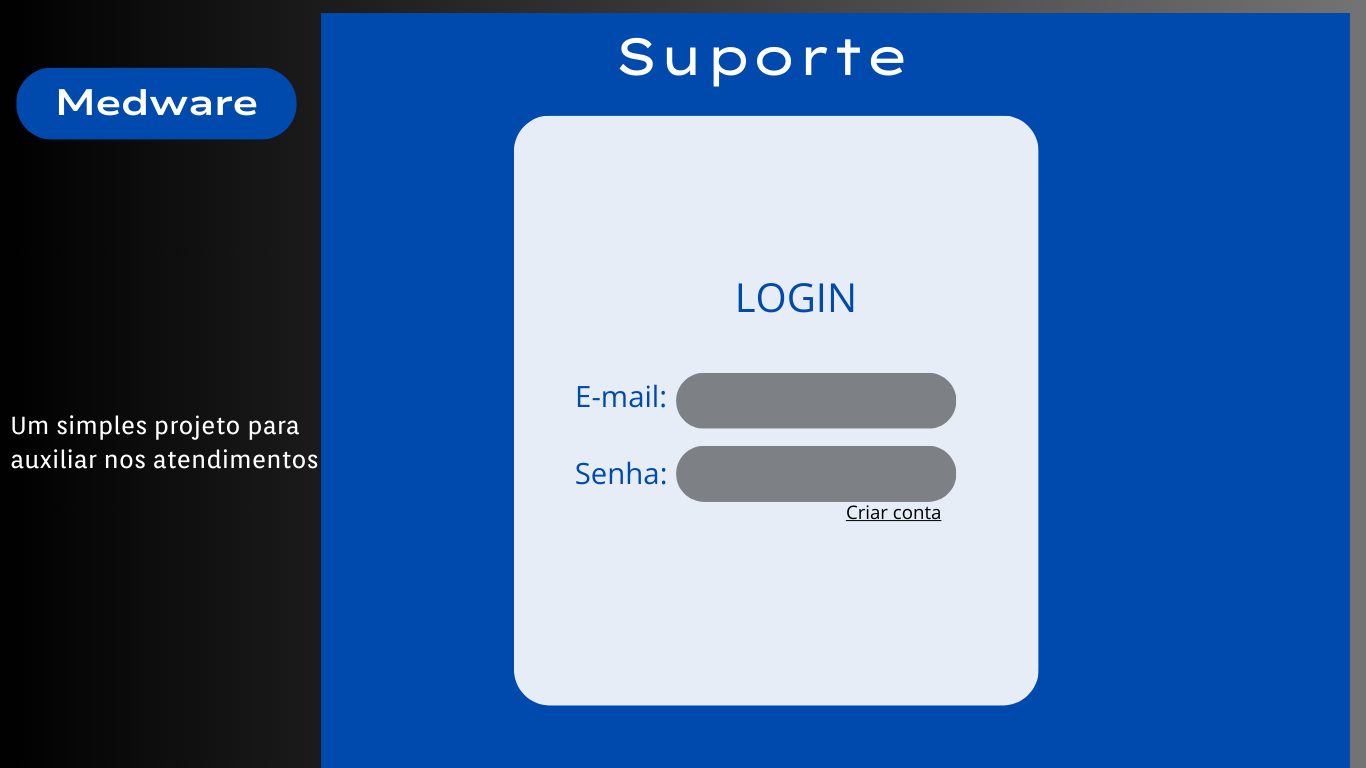 Medware
Um simples projeto para
auxiliar nos atendimentos
Suporte
LOGIN
E-mail:
Senha:
Criar conta